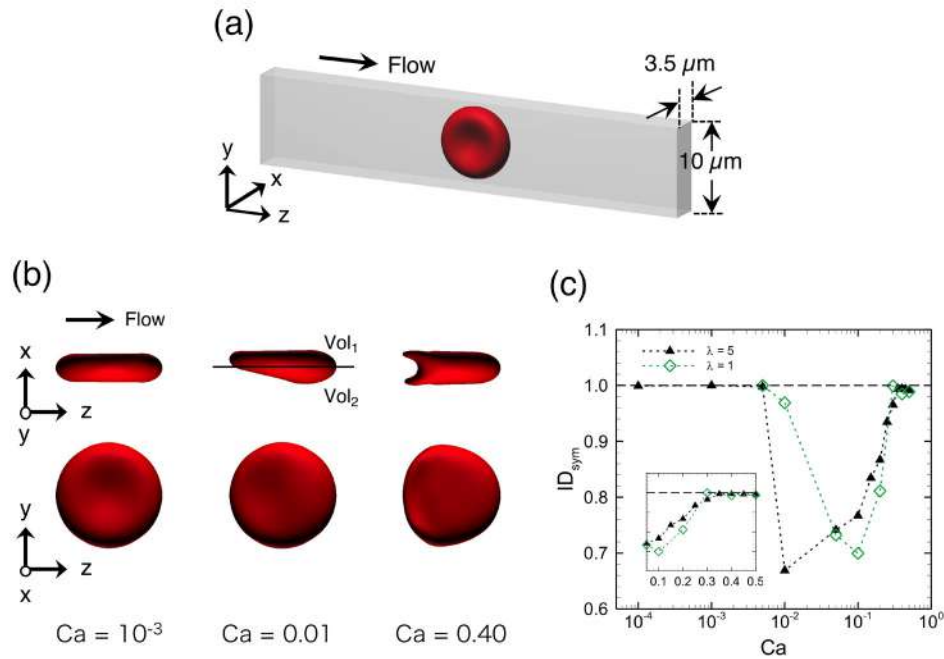 (a)
Flow
3.5 μm
10 μm
y
x
z
(b)
Flow
x
z
y
Vol₁
Vol₂
y
z
x
Ca = 10⁻³
Ca = 0.01
Ca = 0.40
(c)
1.1
1.0
0.9
0.8
0.7
0.6
ID_sym
λ = 5
λ = 1
0.1 0.2 0.3 0.4 0.5
10⁻⁴ 10⁻³ 10⁻² 10⁻¹ 10⁰
Ca